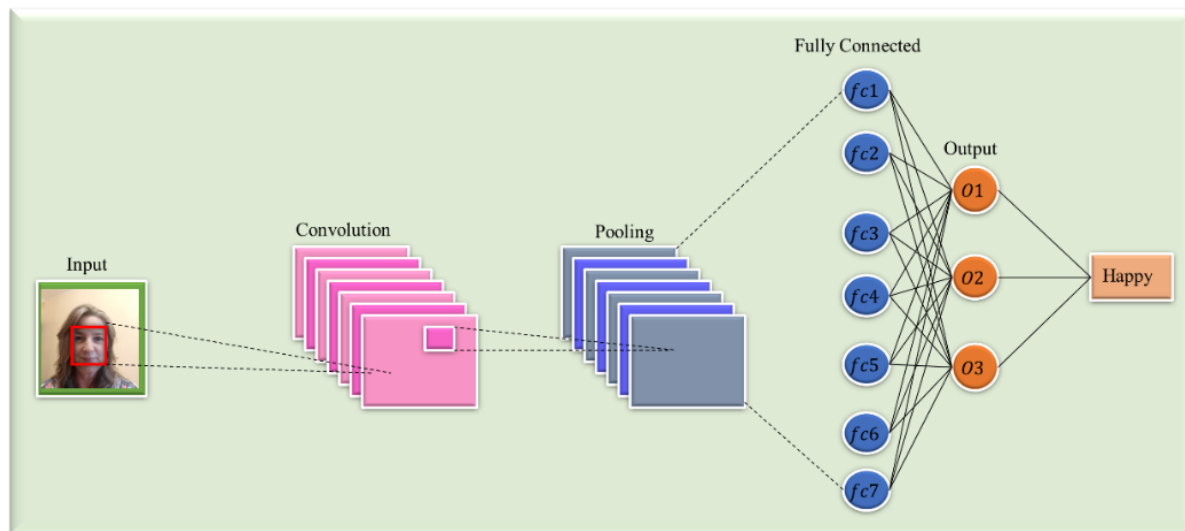 Input
Convolution
Pooling
Fully Connected
fc1
fc2
fc3
fc4
fc5
fc6
fc7
Output
O1
O2
O3
Happy